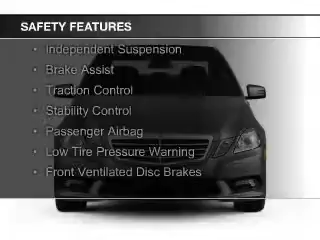 SAFETY FEATURES
• Independent Suspension
• Brake Assist
• Traction Control
• Stability Control
• Passenger Airbag
• Low Tire Pressure Warning
• Front Ventilated Disc Brakes